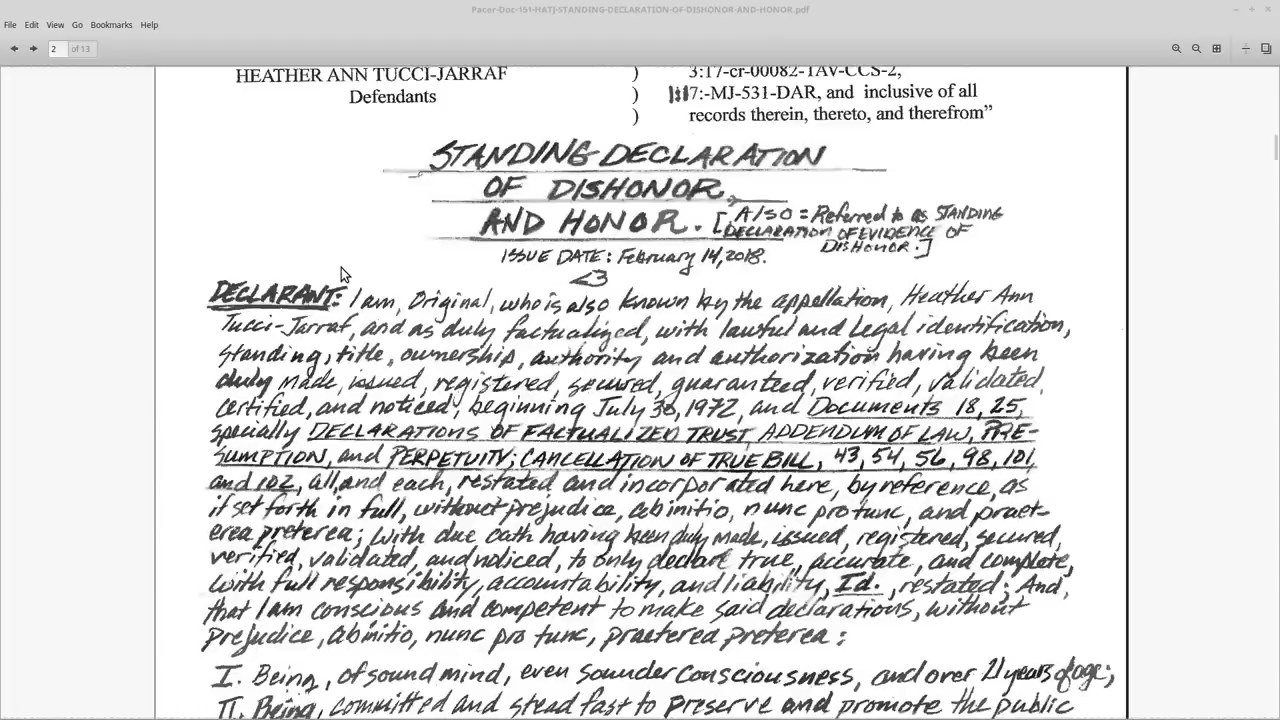 Pacer-Doc-151-HATJ-STANDING-DECLARATION-OF-DISHONOR-AND-HONOR.pdf
File Edit View Go Bookmarks Help
2 of 13
HEATHER ANN TUCCI-JARRAF ) 3:17-cr-00082-TAV-CCS-2,
Defendants ) 7:-MJ-531-DAR, and inclusive of all
) records therein, thereto, and therefrom”
STANDING DECLARATION
OF DISHONOR
AND HONOR. [Also = Referred to as STANDING
DECLARATION OF EVIDENCE OF
DISHONOR.]
ISSUE DATE: February 14, 2018.
<3
DECLARANT: I am, Original, who is also known by the appellation, Heather Ann
Tucci-Jarraf, and as duly factualized, with lawful and legal identification,
standing, title, ownership, authority and authorization having been
duly made, issued, registered, secured, guaranteed, verified, validated,
certified, and noticed, beginning July 30, 1972, and Documents 18, 25,
specially DECLARATIONS OF FACTUALIZED TRUST, ADDENDUM OF LAW, PRE-
SUMPTION, and PERPETUITY; CANCELLATION OF TRUE BILL, 43, 54, 56, 98, 101,
and 102, all, and each, restated and incorporated here, by reference, as
if set forth in full, without prejudice, ab initio, nunc pro tunc, and praet-
erea preterea; with due oath having been duly made, issued, registered, secured,
verified, validated, and noticed, to only declare true, accurate, and complete,
with full responsibility, accountability, and liability, Id., restated; And,
that I am conscious and competent to make said declarations, without
prejudice, abinitio, nunc pro tunc, praetered preterea:
I. Being, of sound mind, even sounder consciousness, and over 21 years of age;
II. Being, committed and steadfast to preserve and promote the public